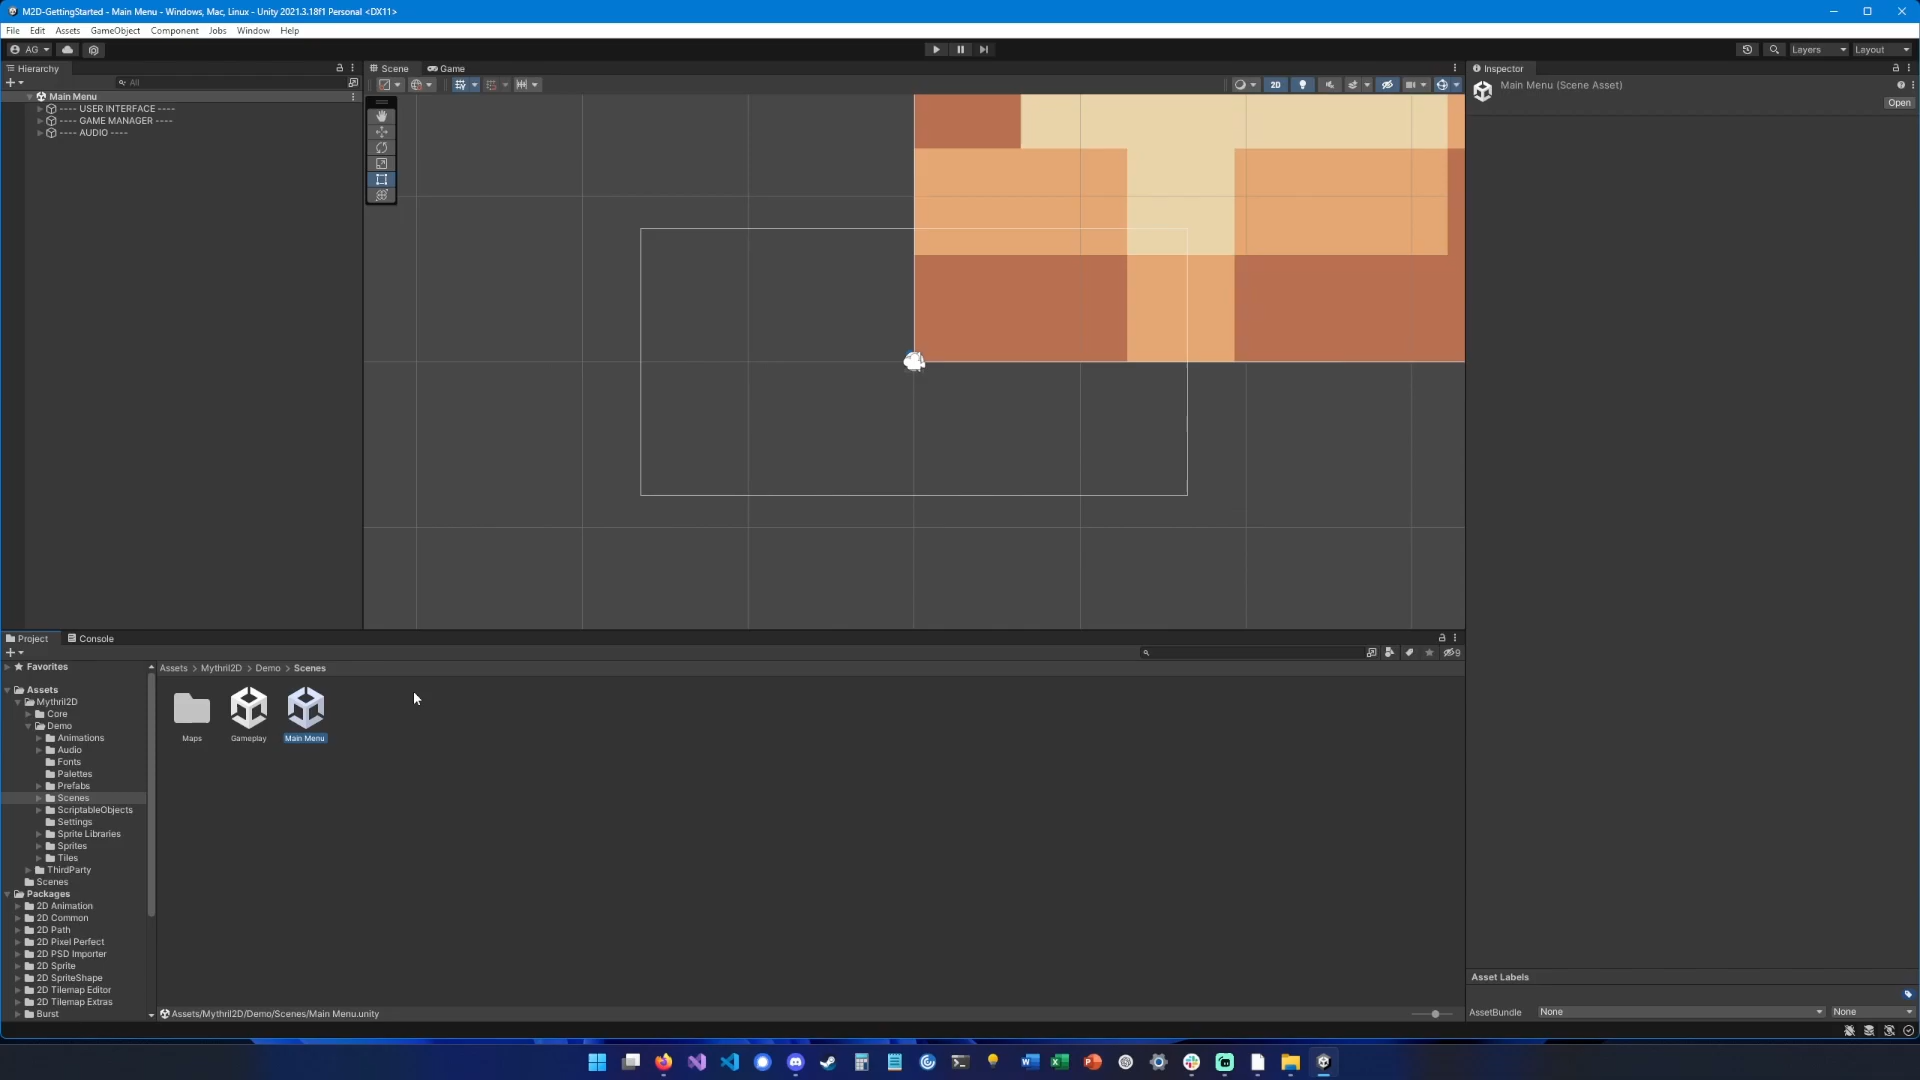 M2D-GettingStarted - Main Menu - Windows, Mac, Linux - Unity 2021.3.18f1 Personal <DX11>
File Edit Assets GameObject Component Jobs Window Help
AG
Layers
Layout
Hierarchy
All
Main Menu
---- USER INTERFACE ----
---- GAME MANAGER ----
---- AUDIO ----
Scene
Game
2D
Inspector
Main Menu (Scene Asset)
Open
Project
Console
9
Favorites
Assets
Mythril2D
Core
Demo
Animations
Audio
Fonts
Palettes
Prefabs
Scenes
ScriptableObjects
Settings
Sprite Libraries
Sprites
Tiles
ThirdParty
Scenes
Packages
2D Animation
2D Common
2D Path
2D Pixel Perfect
2D PSD Importer
2D Sprite
2D SpriteShape
2D Tilemap Editor
2D Tilemap Extras
Burst
Assets > Mythril2D > Demo > Scenes
Maps
Gameplay
Main Menu
Assets/Mythril2D/Demo/Scenes/Main Menu.unity
Asset Labels
AssetBundle
None
None